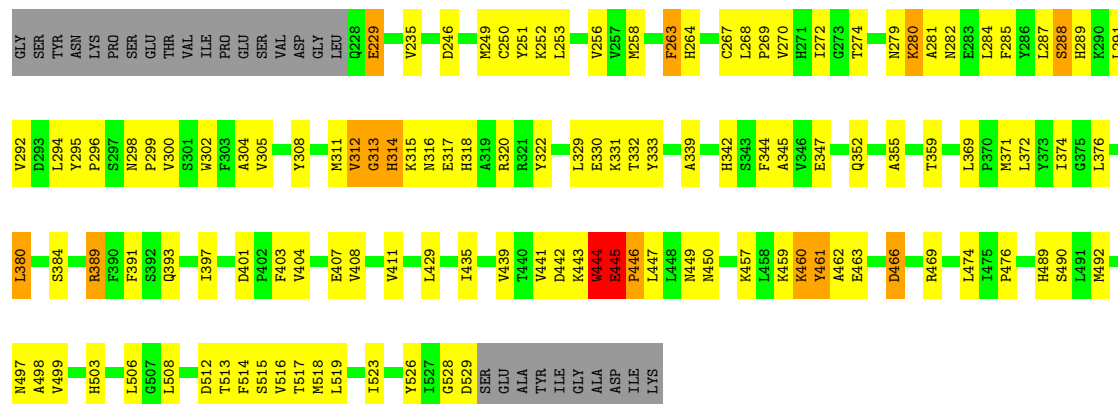 GLY SER TYR ASN LYS PRO SER GLU THR VAL ILE PRO GLU SER VAL ASP GLY LEU Q228 E229 V235 D246 M249 C250 Y251 K252 L253 V256 V257 M258 F263 H264 C267 L268 P269 V270 H271 I272 G273 T274 N279 K280 A281 N282 E283 L284 F285 Y286 L287 S288 H289 K290 L291
V292 D293 L294 Y295 P296 S297 N298 P299 V300 S301 W302 F303 A304 V305 Y308 M311 V312 G313 H314 K315 N316 E317 H318 A319 R320 R321 Y322 L329 E330 K331 T332 Y333 A339 H342 S343 F344 A345 V346 E347 Q352 A355 T359 L369 P370 M371 L372 Y373 I374 G375 L376
L380 S384 R389 F390 F391 S392 Q393 I397 D401 P402 F403 V404 E407 V408 V411 L429 I435 V439 T440 V441 D442 K443 W444 E445 P446 L447 L448 N449 N450 K457 L458 K459 K460 Y461 A462 E463 D466 R469 L474 I475 P476 H489 S490 L491 M492
N497 A498 V499 H503 L506 G507 L508 D512 T513 F514 S515 V516 T517 M518 L519 I523 Y526 I527 G528 D529 SER GLU ALA TYR ILE GLY ALA ASP ILE LYS